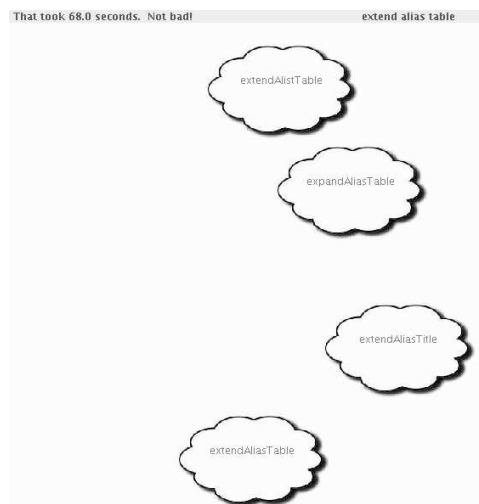 That took 68.0 seconds. Not bad! extend alias table
extendAlistTable
expandAliasTable
extendAliasTitle
extendAliasTable